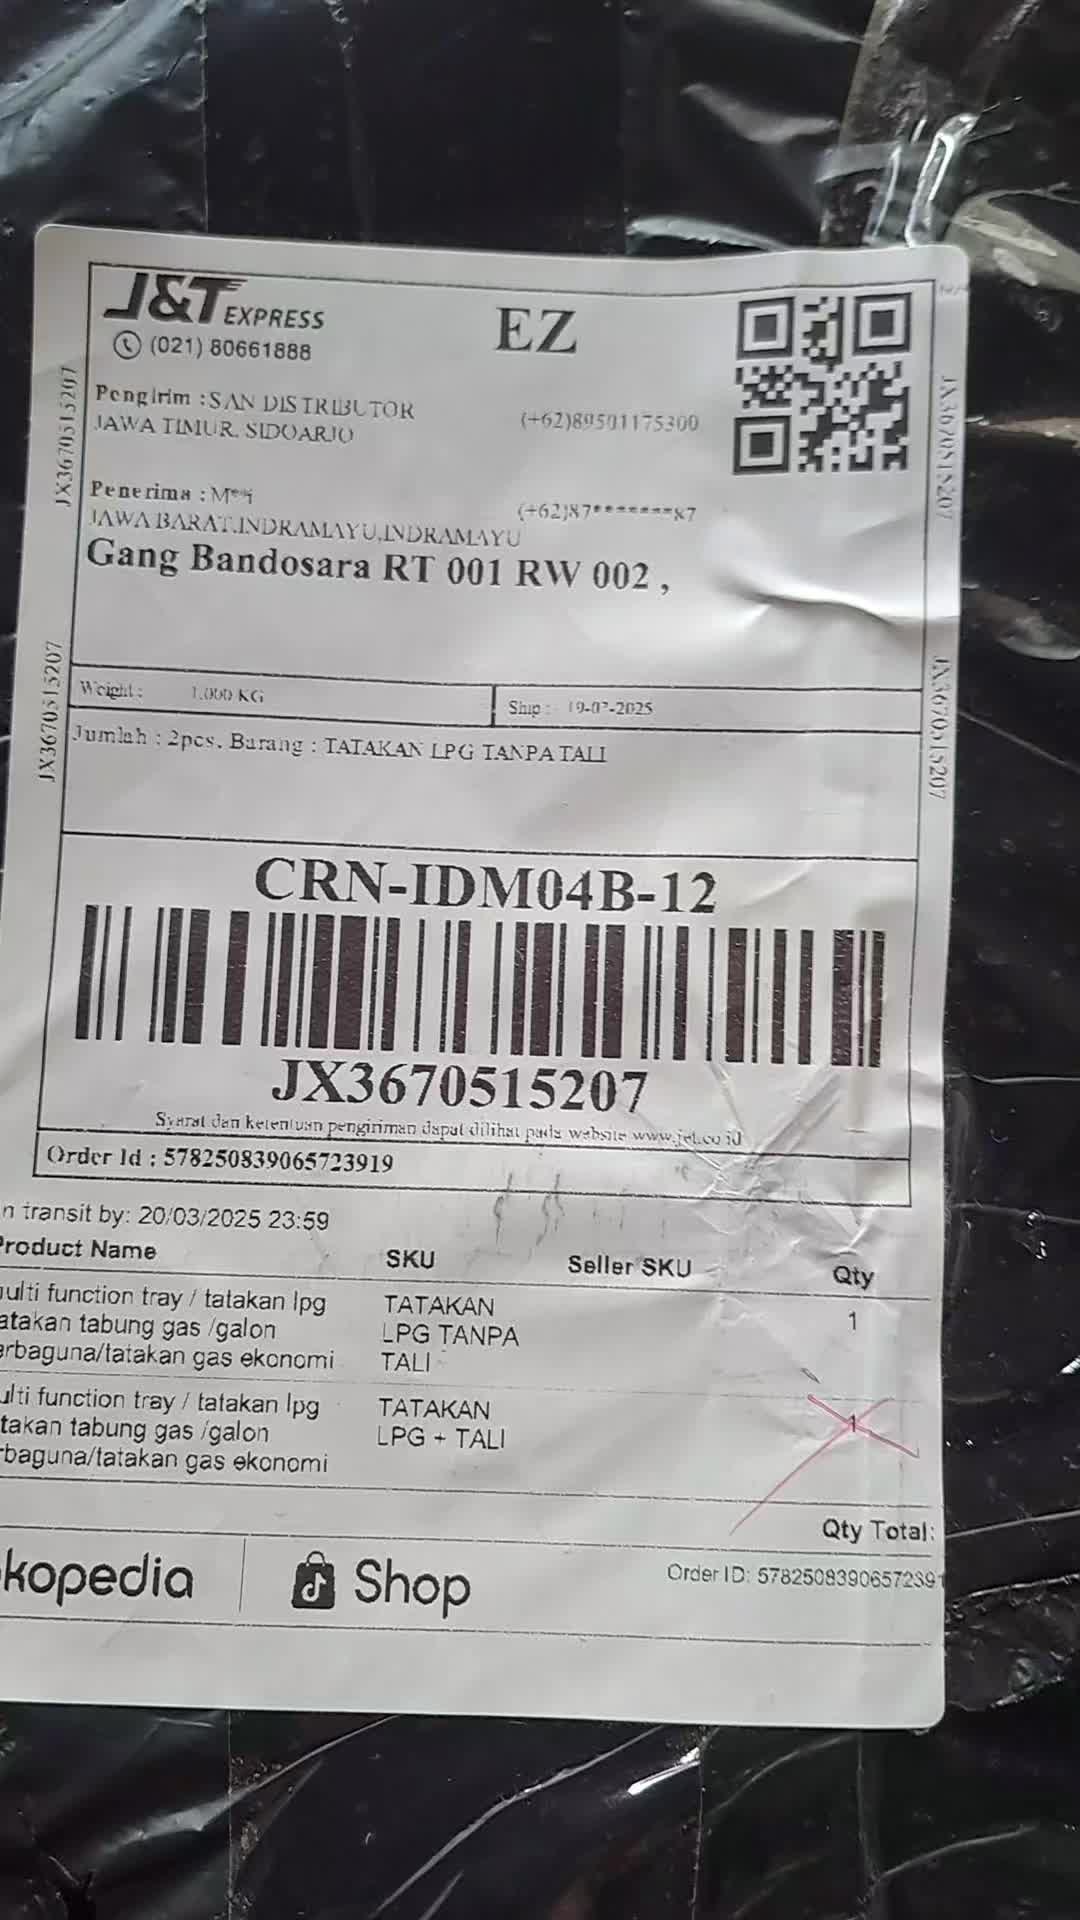 J&T EXPRESS
EZ
(021) 80661888
Pengirim : SAN DISTRIBUTOR
(+62)89501175300
JAWA TIMUR, SIDOARJO
Penerima : M**i
(+62)87*******87
JAWA BARAT,INDRAMAYU,INDRAMAYU
Gang Bandosara RT 001 RW 002 ,
JX3670515207
JX3670515207
JX3670515207
JX3670515207
Weight : 1.000 KG
Ship : 19-03-2025
Jumlah : 2pcs. Barang : TATAKAN LPG TANPA TALI
CRN-IDM04B-12
JX3670515207
Syarat dan ketentuan pengiriman dapat dilihat pada website www.jet.co.id
Order Id : 578250839065723919
n transit by: 20/03/2025 23:59
Product Name SKU Seller SKU Qty
ulti function tray / tatakan lpg TATAKAN 1
atakan tabung gas /galon LPG TANPA
erbaguna/tatakan gas ekonomi TALI
ulti function tray / tatakan lpg TATAKAN 1
takan tabung gas /galon LPG + TALI
rbaguna/tatakan gas ekonomi
Qty Total:
kopedia Shop
Order ID: 57825083906572391